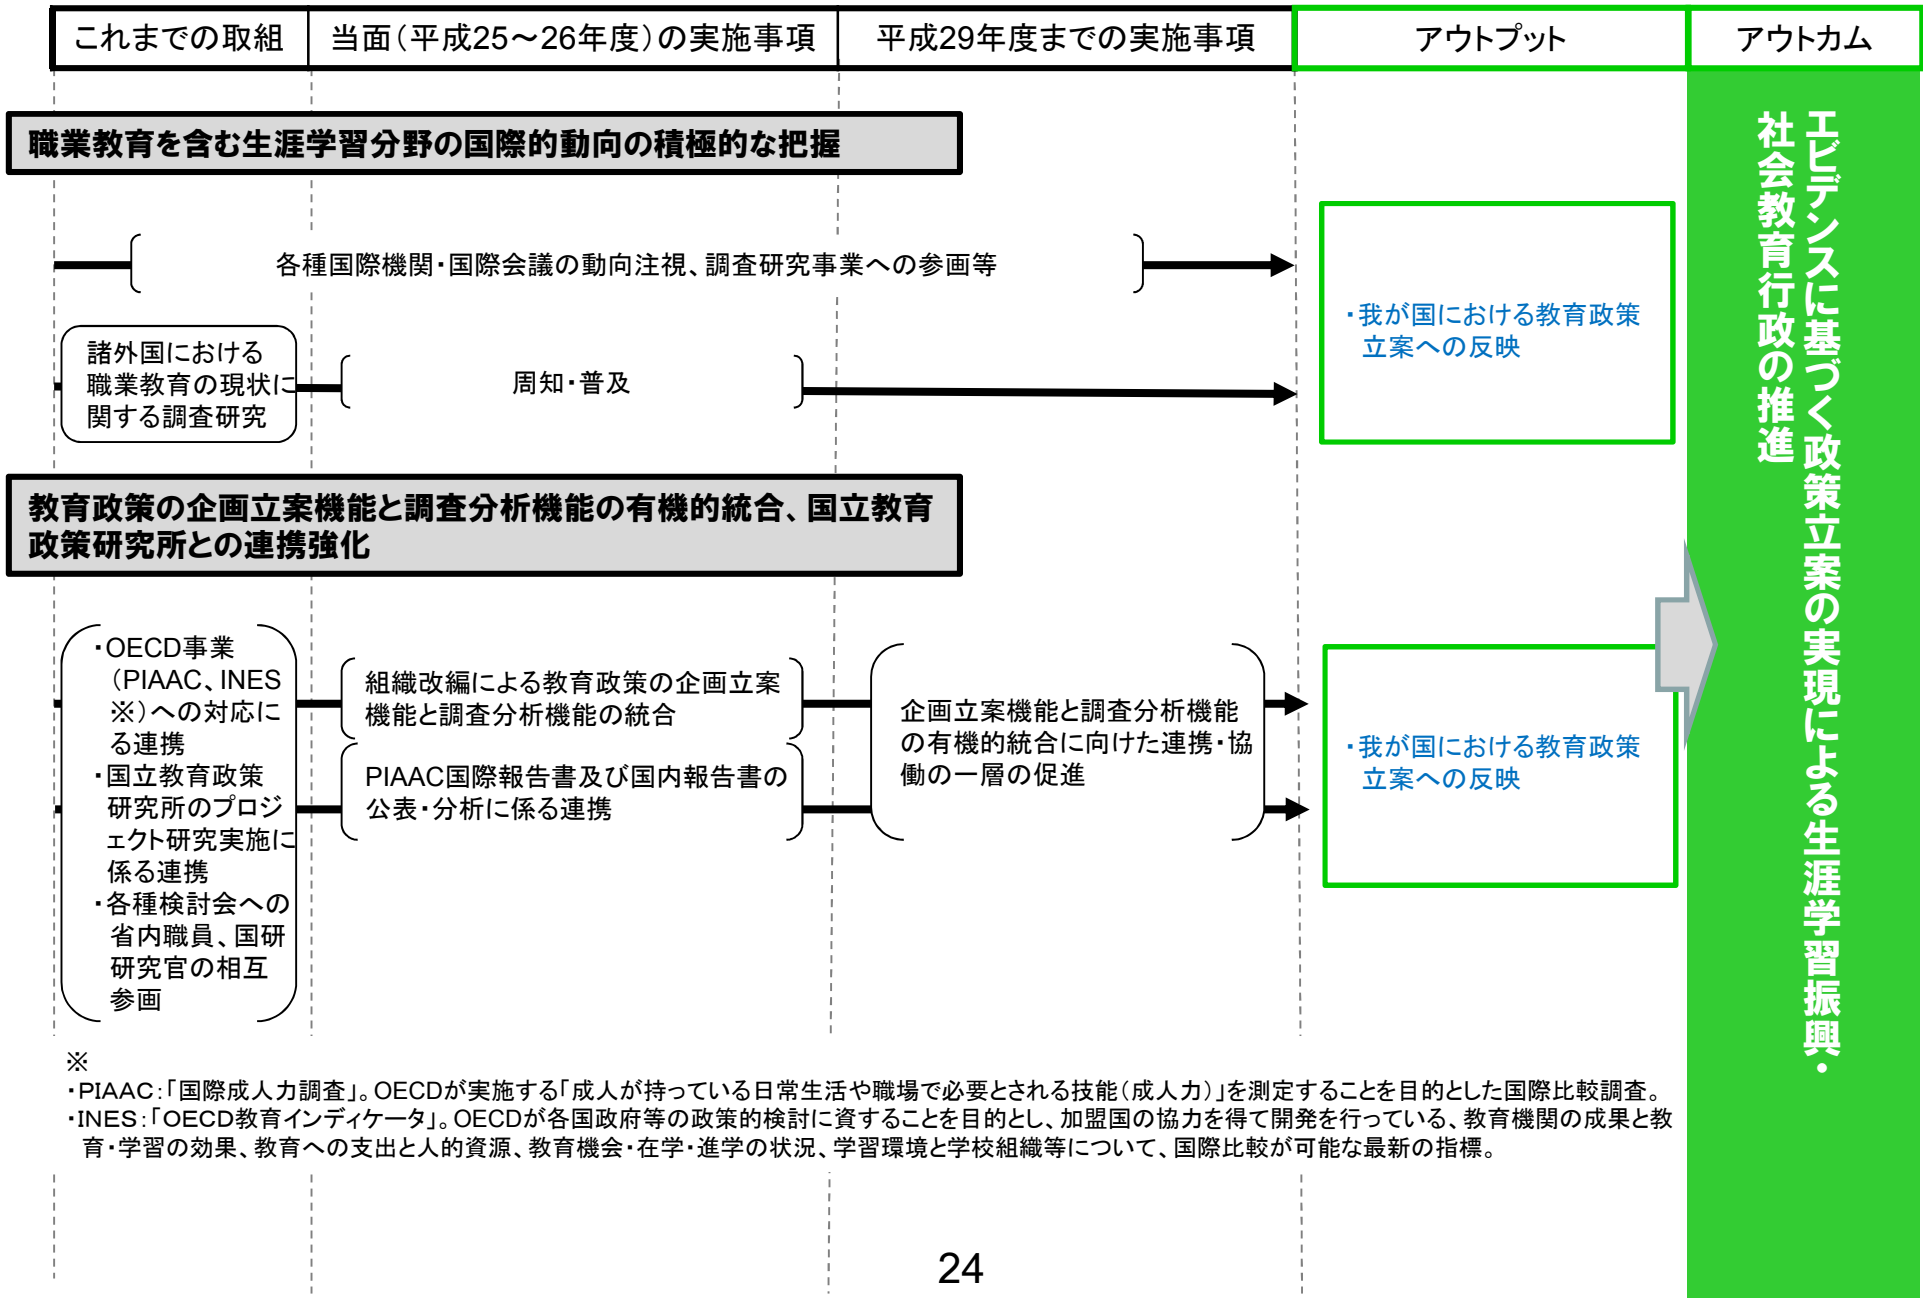 これまでの取組
当面（平成25～26年度）の実施事項
平成29年度までの実施事項
アウトプット
アウトカム
職業教育を含む生涯学習分野の国際的動向の積極的な把握
各種国際機関・国際会議の動向注視、調査研究事業への参画等
諸外国における
職業教育の現状に
関する調査研究
周知・普及
・我が国における教育政策
立案への反映
教育政策の企画立案機能と調査分析機能の有機的統合、国立教育
政策研究所との連携強化
・OECD事業
（PIAAC、INES
※）への対応に
る連携
・国立教育政策
研究所のプロジ
ェクト研究実施に
係る連携
・各種検討会への
省内職員、国研
研究官の相互
参画
組織改編による教育政策の企画立案
機能と調査分析機能の統合
PIAAC国際報告書及び国内報告書の
公表・分析に係る連携
企画立案機能と調査分析機能
の有機的統合に向けた連携・協
働の一層の促進
・我が国における教育政策
立案への反映
エビデンスに基づく政策立案の実現による生涯学習振興・
社会教育行政の推進
※
・PIAAC：「国際成人力調査」。OECDが実施する「成人が持っている日常生活や職場で必要とされる技能（成人力）」を測定することを目的とした国際比較調査。
・INES：「OECD教育インディケータ」。OECDが各国政府等の政策的検討に資することを目的とし、加盟国の協力を得て開発を行っている、教育機関の成果と教
育・学習の効果、教育への支出と人的資源、教育機会・在学・進学の状況、学習環境と学校組織等について、国際比較が可能な最新の指標。
24